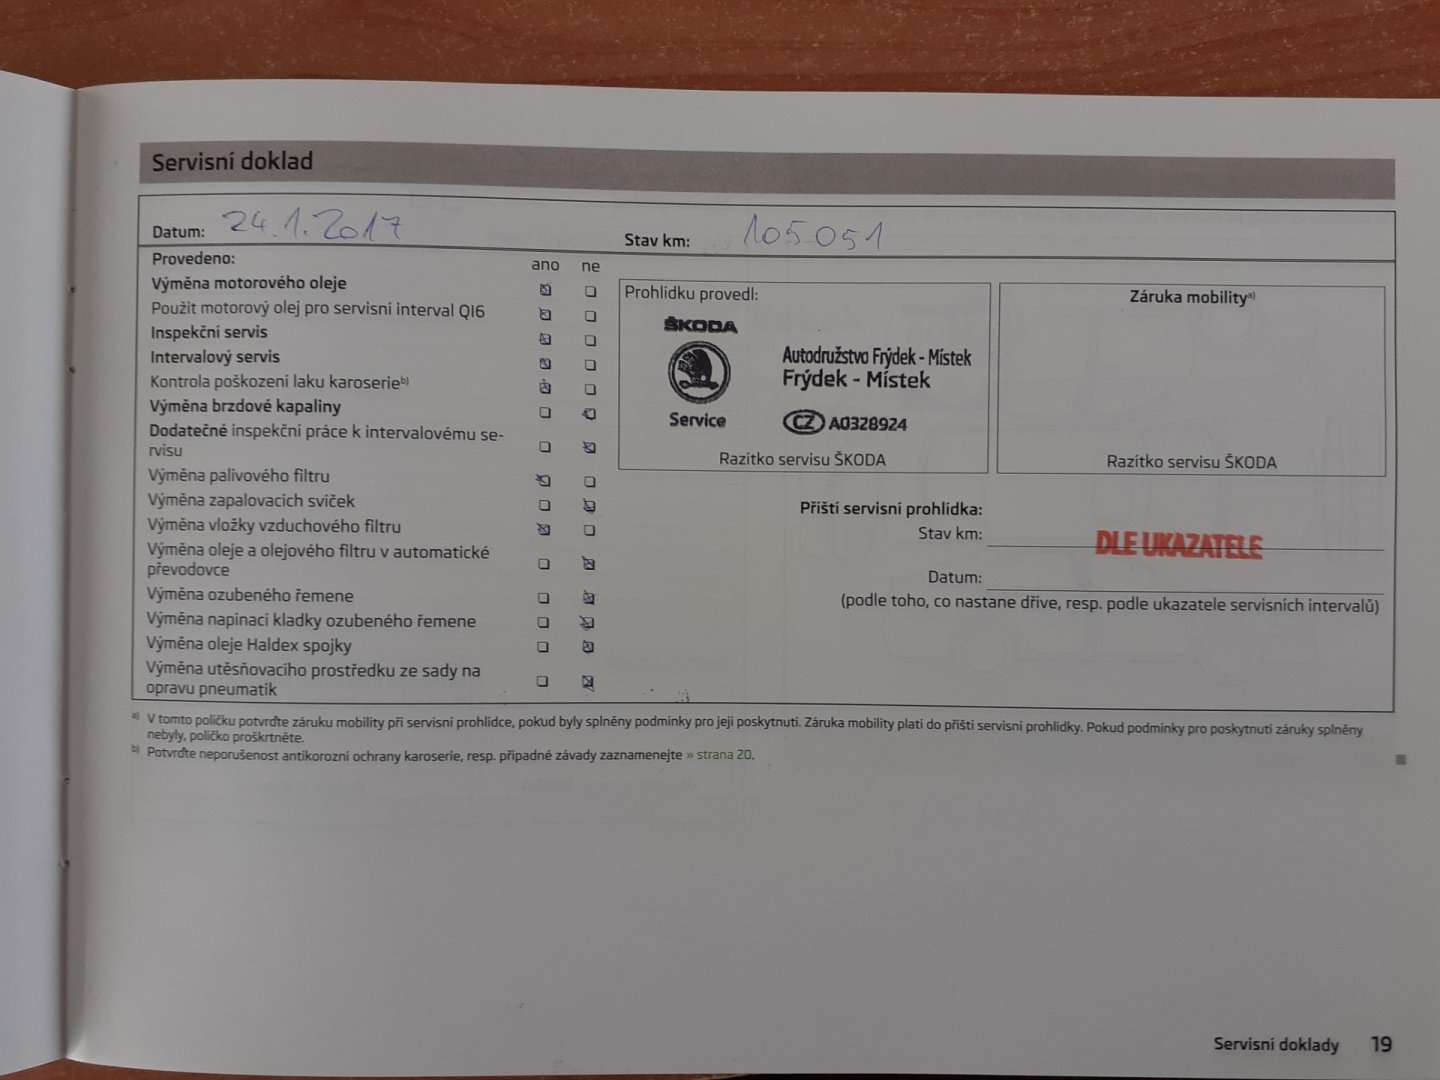 Servisní doklad
Datum: 24.1.2017 Stav km: 105 051
Provedeno: ano ne
Výměna motorového oleje
Použit motorový olej pro servisní interval QI6
Inspekční servis
Intervalový servis
Kontrola poškození laku karoserie b)
Výměna brzdové kapaliny
Dodatečné inspekční práce k intervalovému se-
rvisu
Výměna palivového filtru
Výměna zapalovacích svíček
Výměna vložky vzduchového filtru
Výměna oleje a olejového filtru v automatické
převodovce
Výměna ozubeného řemene
Výměna napínací kladky ozubeného řemene
Výměna oleje Haldex spojky
Výměna utěsňovacího prostředku ze sady na
opravu pneumatik
Prohlídku provedl:
ŠKODA
Service
Autodružstvo Frýdek - Místek
Frýdek - Místek
CZ A0328924
Razítko servisu ŠKODA
Záruka mobility a)
Razítko servisu ŠKODA
Příští servisní prohlídka:
Stav km: DLE UKAZATELE
Datum:
(podle toho, co nastane dříve, resp. podle ukazatele servisních intervalů)
a) V tomto políčku potvrďte záruku mobility při servisní prohlídce, pokud byly splněny podmínky pro její poskytnutí. Záruka mobility platí do příští servisní prohlídky. Pokud podmínky pro poskytnutí záruky splněny
nebyly, políčko proškrtněte.
b) Potvrďte neporušenost antikorozní ochrany karoserie, resp. případné závady zaznamenejte » strana 20.
Servisní doklady 19